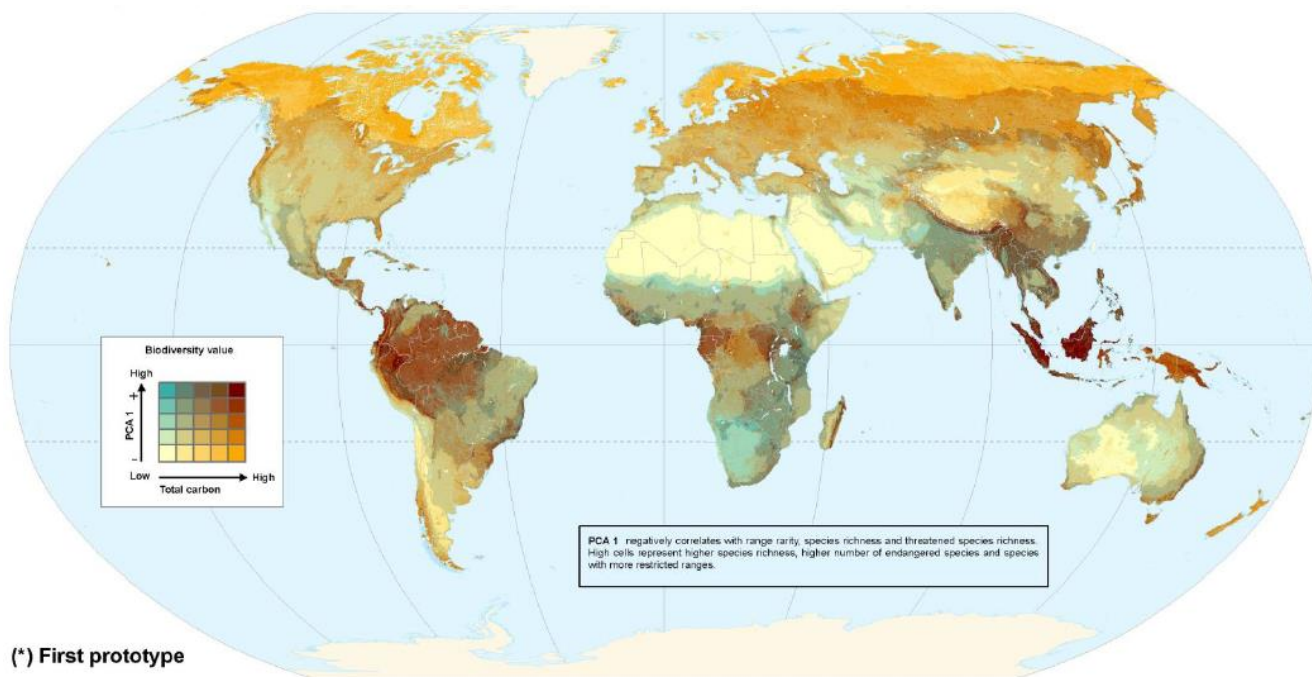 Biodiversity value
High
+
PCA 1
-
Low
High
Total carbon
PCA 1 negatively correlates with range rarity, species richness and threatened species richness.
High cells represent higher species richness, higher number of endangered species and species
with more restricted ranges.
(*) First prototype